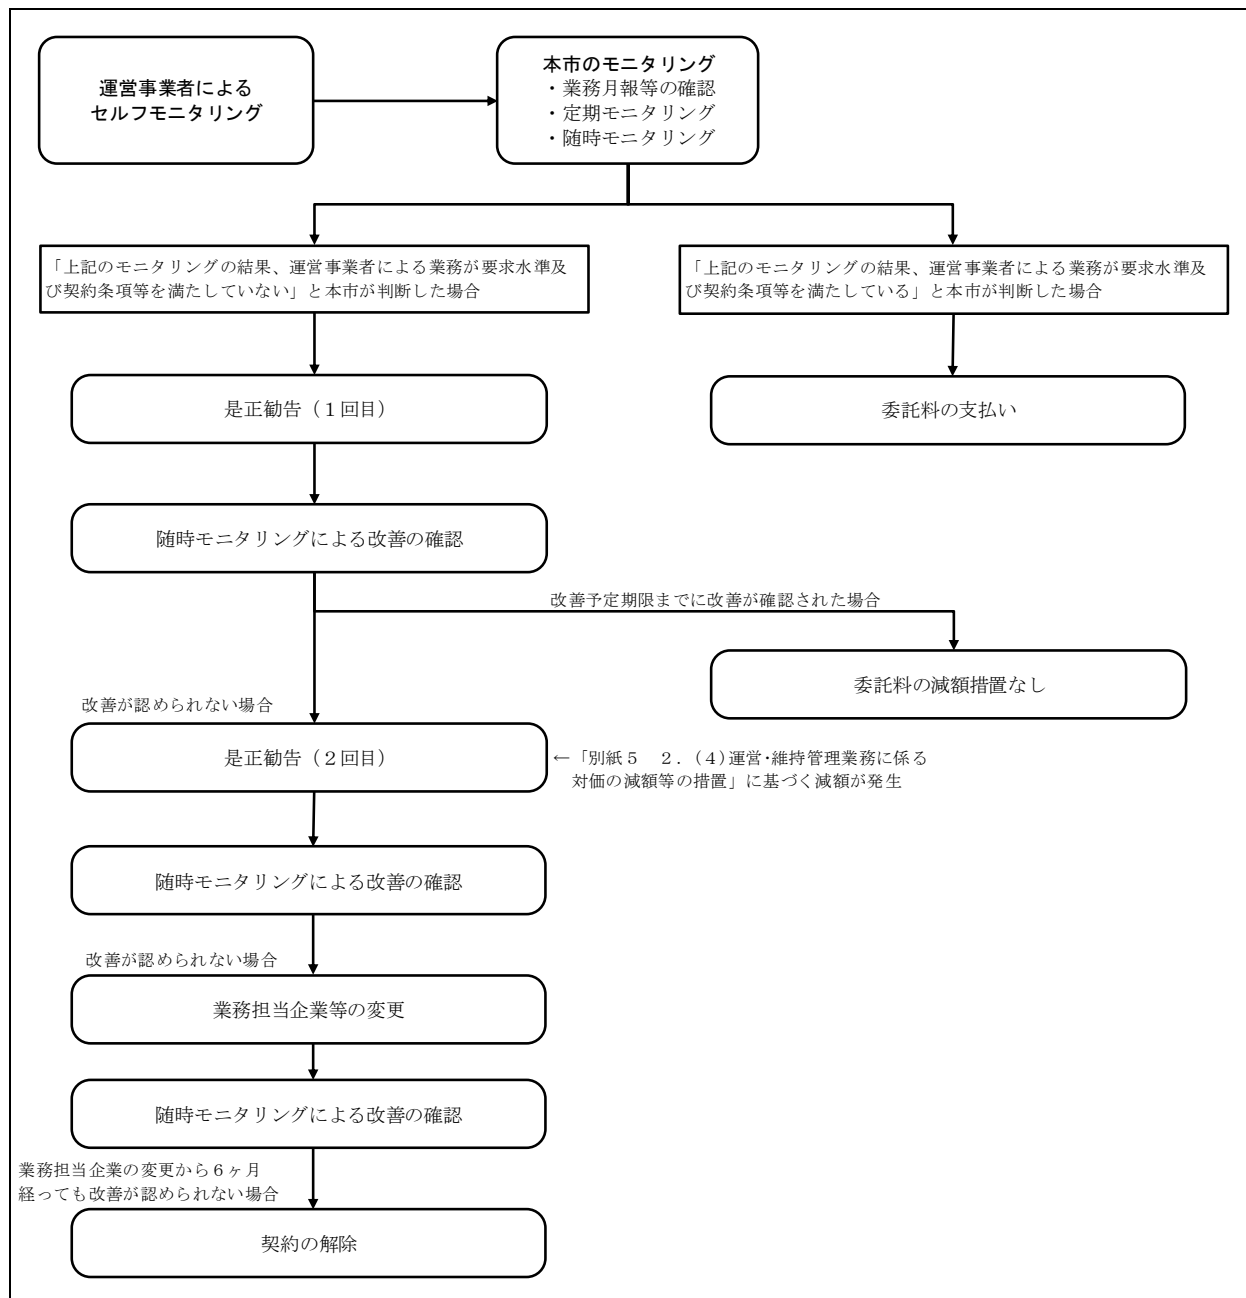 運営事業者による
セルフモニタリング
本市のモニタリング
・業務月報等の確認
・定期モニタリング
・随時モニタリング
「上記のモニタリングの結果、運営事業者による業務が要求水準及
び契約条項等を満たしていない」と本市が判断した場合
「上記のモニタリングの結果、運営事業者による業務が要求水準及
び契約条項等を満たしている」と本市が判断した場合
是正勧告（１回目）
委託料の支払い
随時モニタリングによる改善の確認
改善予定期限までに改善が確認された場合
委託料の減額措置なし
改善が認められない場合
是正勧告（２回目）
←「別紙５　２．(４)運営・維持管理業務に係る
対価の減額等の措置」に基づく減額が発生
随時モニタリングによる改善の確認
改善が認められない場合
業務担当企業等の変更
随時モニタリングによる改善の確認
業務担当企業の変更から６ヶ月
経っても改善が認められない場合
契約の解除